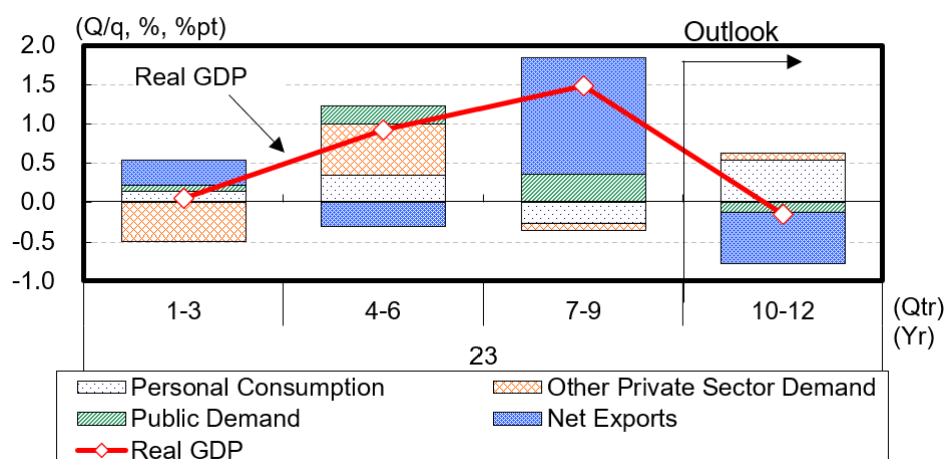 (Q/q, %, %pt)
Outlook
2.0
Real GDP
1.5
1.0
0.5
0.0
-0.5
-1.0
1-3 4-6 7-9 10-12 (Qtr)
(Yr)
23
Personal Consumption Other Private Sector Demand
Public Demand Net Exports
Real GDP